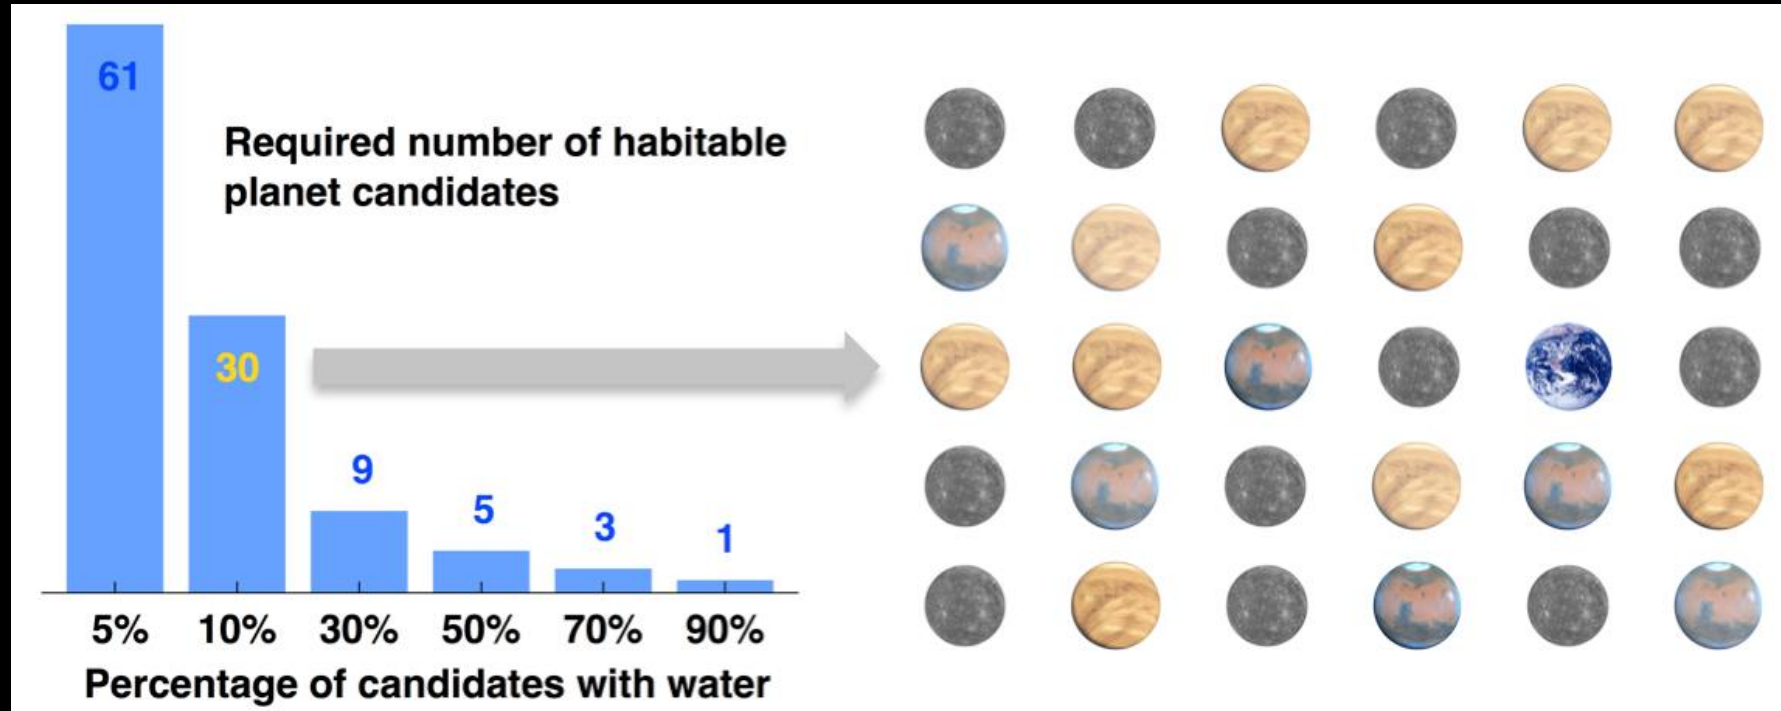 61
Required number of habitable
planet candidates
30
9
5
3
1
5% 10% 30% 50% 70% 90%
Percentage of candidates with water